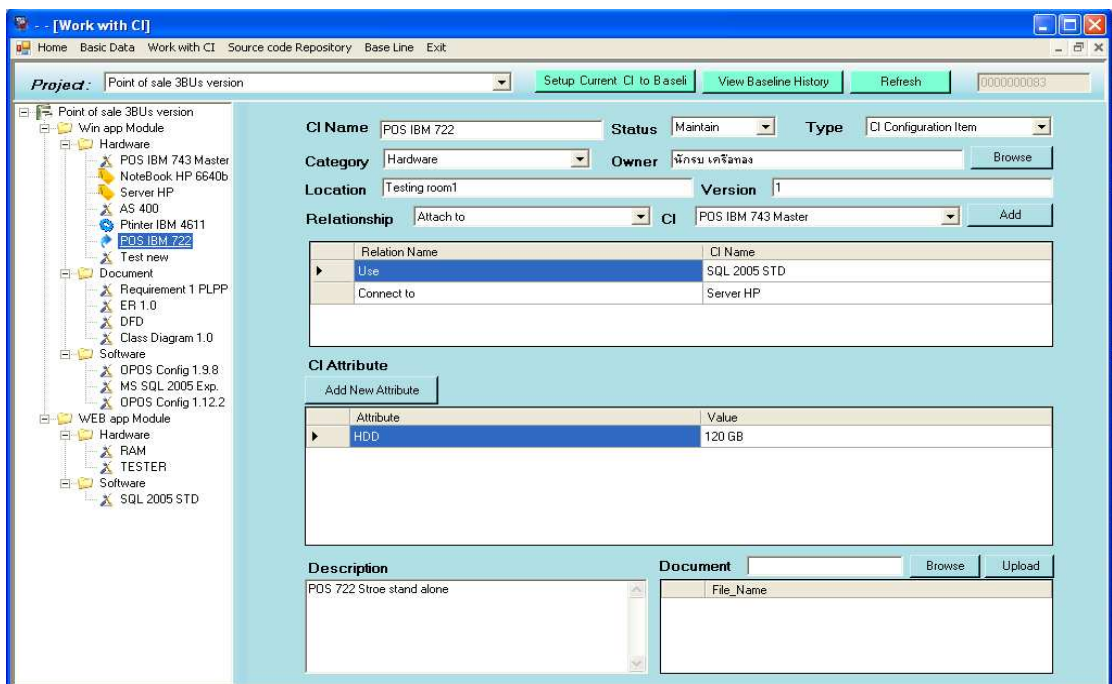 - - [Work with CI]
Home Basic Data Work with CI Source code Repository Base Line Exit
Project: Point of sale 3BUs version Setup Current CI to Baseli View Baseline History Refresh 0000000083
Point of sale 3BUs version
Win app Module
Hardware
POS IBM 743 Master
NoteBook HP 6640b
Server HP
AS 400
Ptinter IBM 4611
POS IBM 722
Test new
Document
Requirement 1 PLPP
ER 1.0
DFD
Class Diagram 1.0
Software
OPOS Config 1.9.8
MS SQL 2005 Exp.
OPOS Config 1.12.2
WEB app Module
Hardware
RAM
TESTER
Software
SQL 2005 STD
CI Name POS IBM 722 Status Maintain Type CI Configuration Item
Category Hardware Owner พักรบ เครือทอง Browse
Location Testing room1 Version 1
Relationship Attach to CI POS IBM 743 Master Add
Relation Name CI Name
Use SQL 2005 STD
Connect to Server HP
CI Attribute
Add New Attribute
Attribute Value
HDD 120 GB
Description
POS 722 Stroe stand alone
Document Browse Upload
File_Name